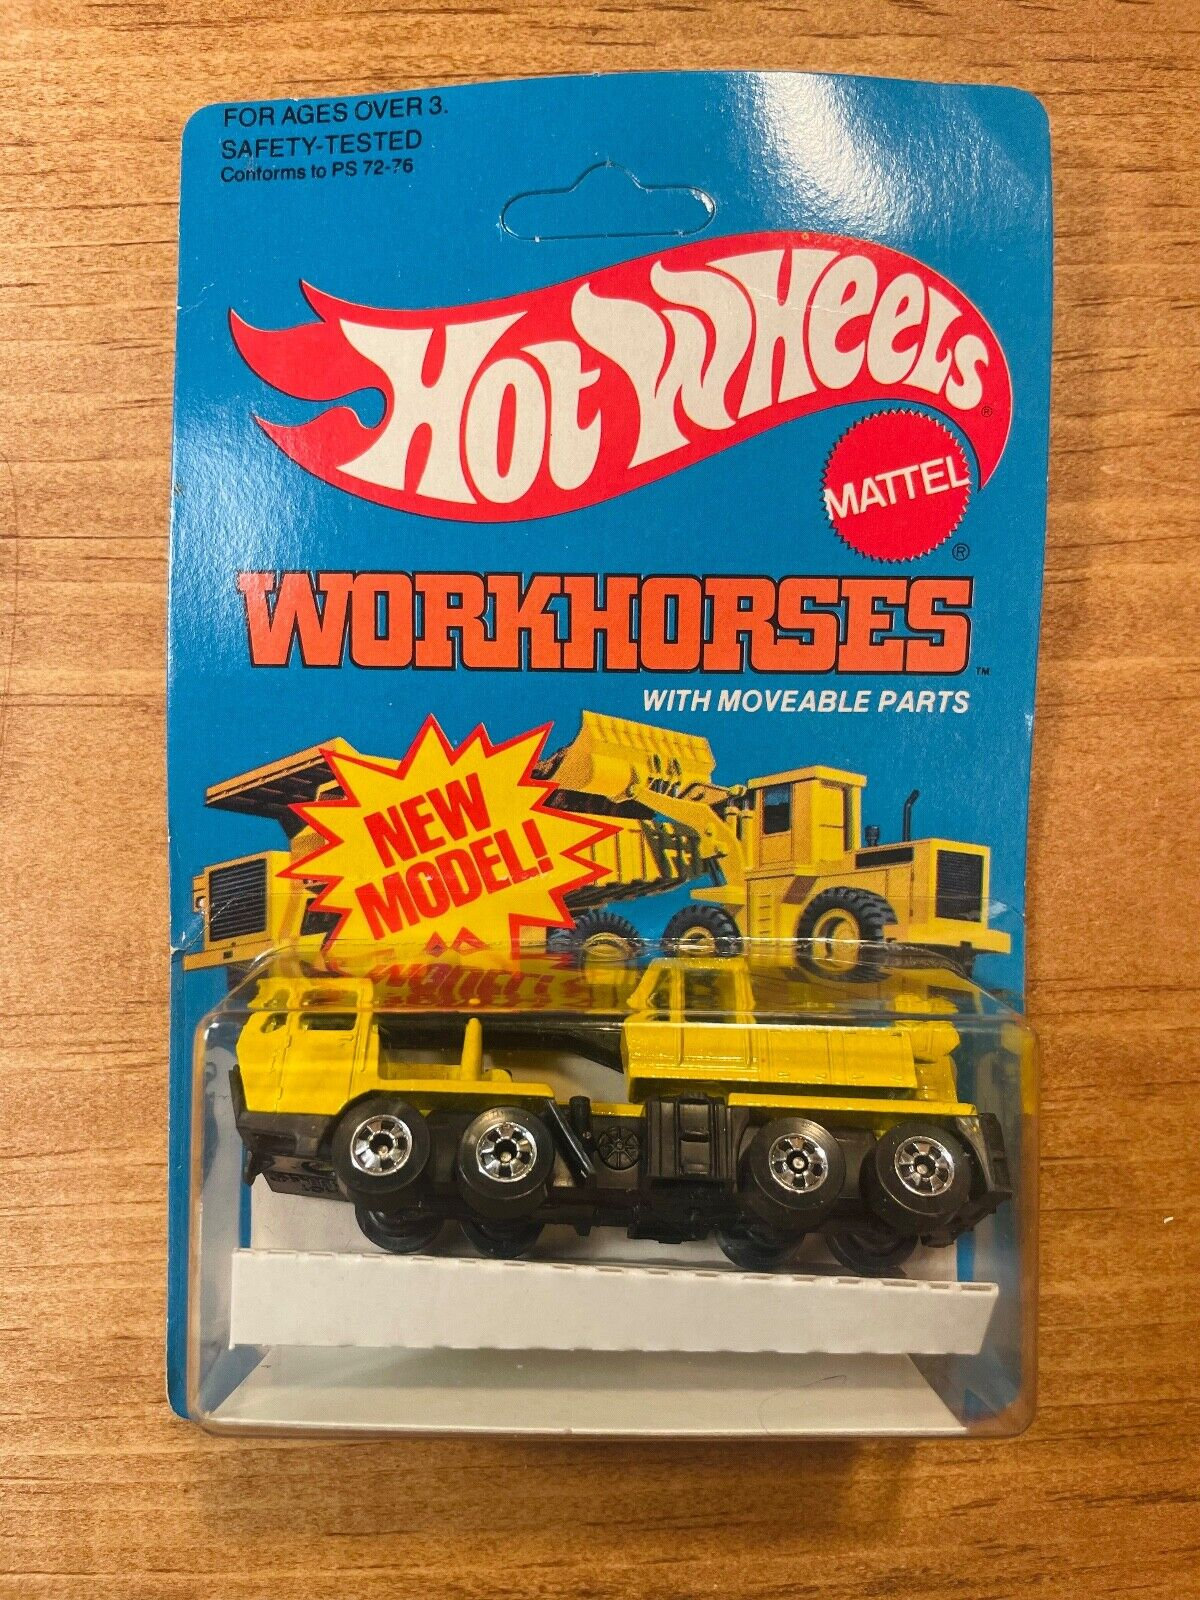 FOR AGES OVER 3.
SAFETY-TESTED
Conforms to PS 72-76
HOT WHEELS ®
MATTEL ®
WORKHORSES ™
WITH MOVEABLE PARTS
NEW
MODEL!